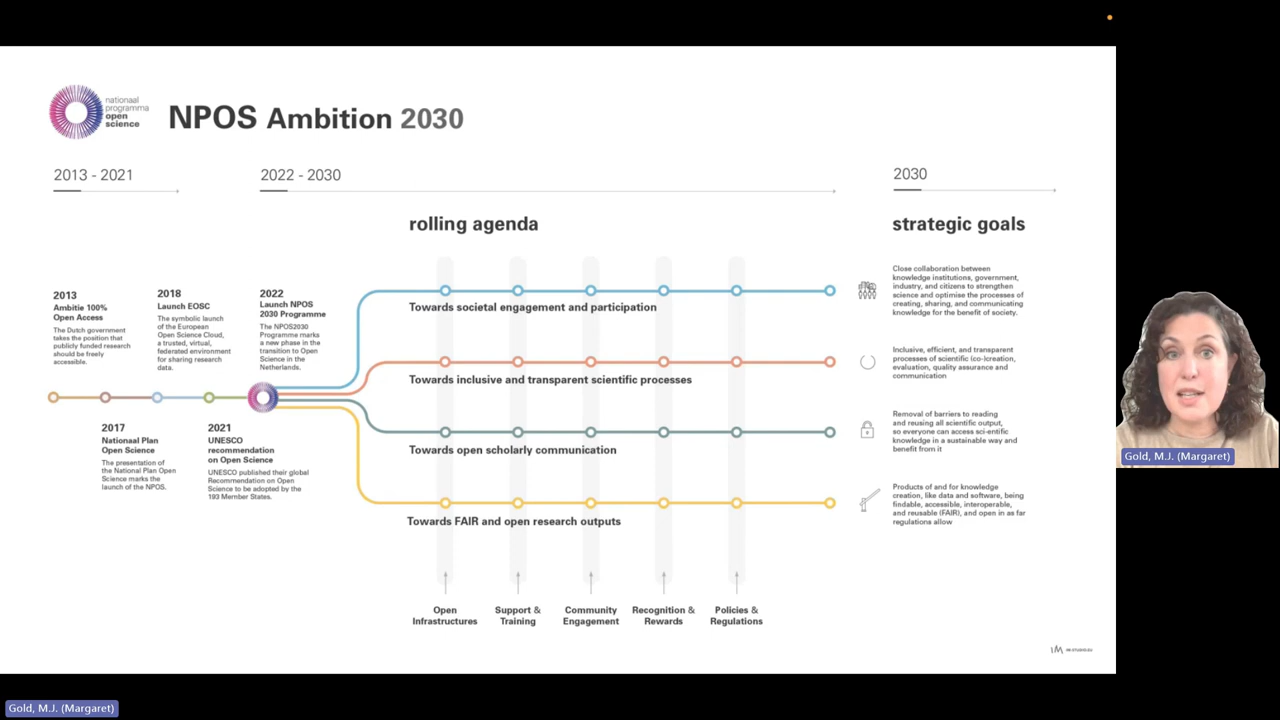 nationaal
programma
open
science
NPOS Ambition 2030
2013 - 2021
2022 - 2030
2030
rolling agenda
strategic goals
2013
Ambitie 100%
Open Access
The Dutch government
takes the position that
publicly funded research
should be freely
accessible.
2018
Launch EOSC
The symbolic launch
of the European
Open Science Cloud,
a trusted, virtual,
federated environment
for sharing research
data.
2022
Launch NPOS
2030 Programme
The NPOS2030
Programme marks
a new phase in the
transition to Open
Science in the
Netherlands.
2017
Nationaal Plan
Open Science
The presentation of
the National Plan Open
Science marks the
launch of the NPOS.
2021
UNESCO
recommendation
on Open Science
UNESCO published their global
Recommendation on Open
Science to be adopted by the
193 Member States.
Towards societal engagement and participation
Towards inclusive and transparent scientific processes
Towards open scholarly communication
Towards FAIR and open research outputs
Close collaboration between
knowledge institutions, government,
industry, and citizens to strengthen
science and optimise the processes of
creating, sharing and communicating
knowledge for the benefit of society.
Inclusive, efficient, and transparent
processes of scientific (co-)creation,
evaluation, quality assurance and
communication
Removal of barriers to reading
and reusing all scientific output,
so everyone can access sci-entific
knowledge in a sustainable way and
benefit from it
Products of and for knowledge
creation, like data and software, being
findable, accessible, interoperable,
and reusable (FAIR), and open in as far
regulations allow
Open
Infrastructures
Support &
Training
Community
Engagement
Recognition &
Rewards
Policies &
Regulations
Gold, M.J. (Margaret)
Gold, M.J. (Margaret)